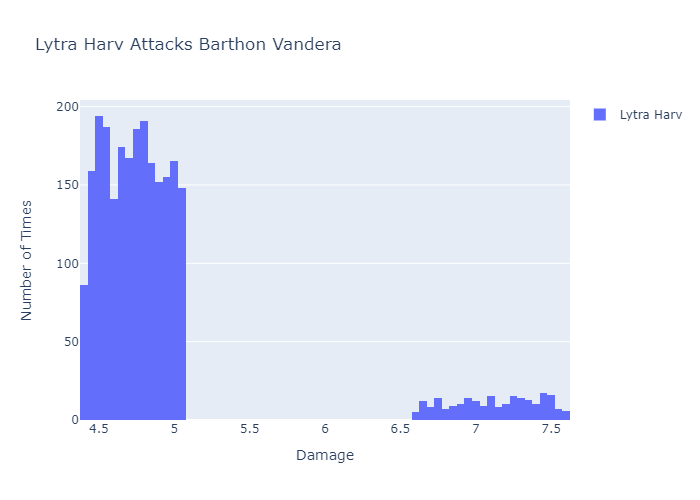 Lytra Harv Attacks Barthon Vandera
Lytra Harv
200
150
100
50
0
Number of Times
4.5 5 5.5 6 6.5 7 7.5
Damage